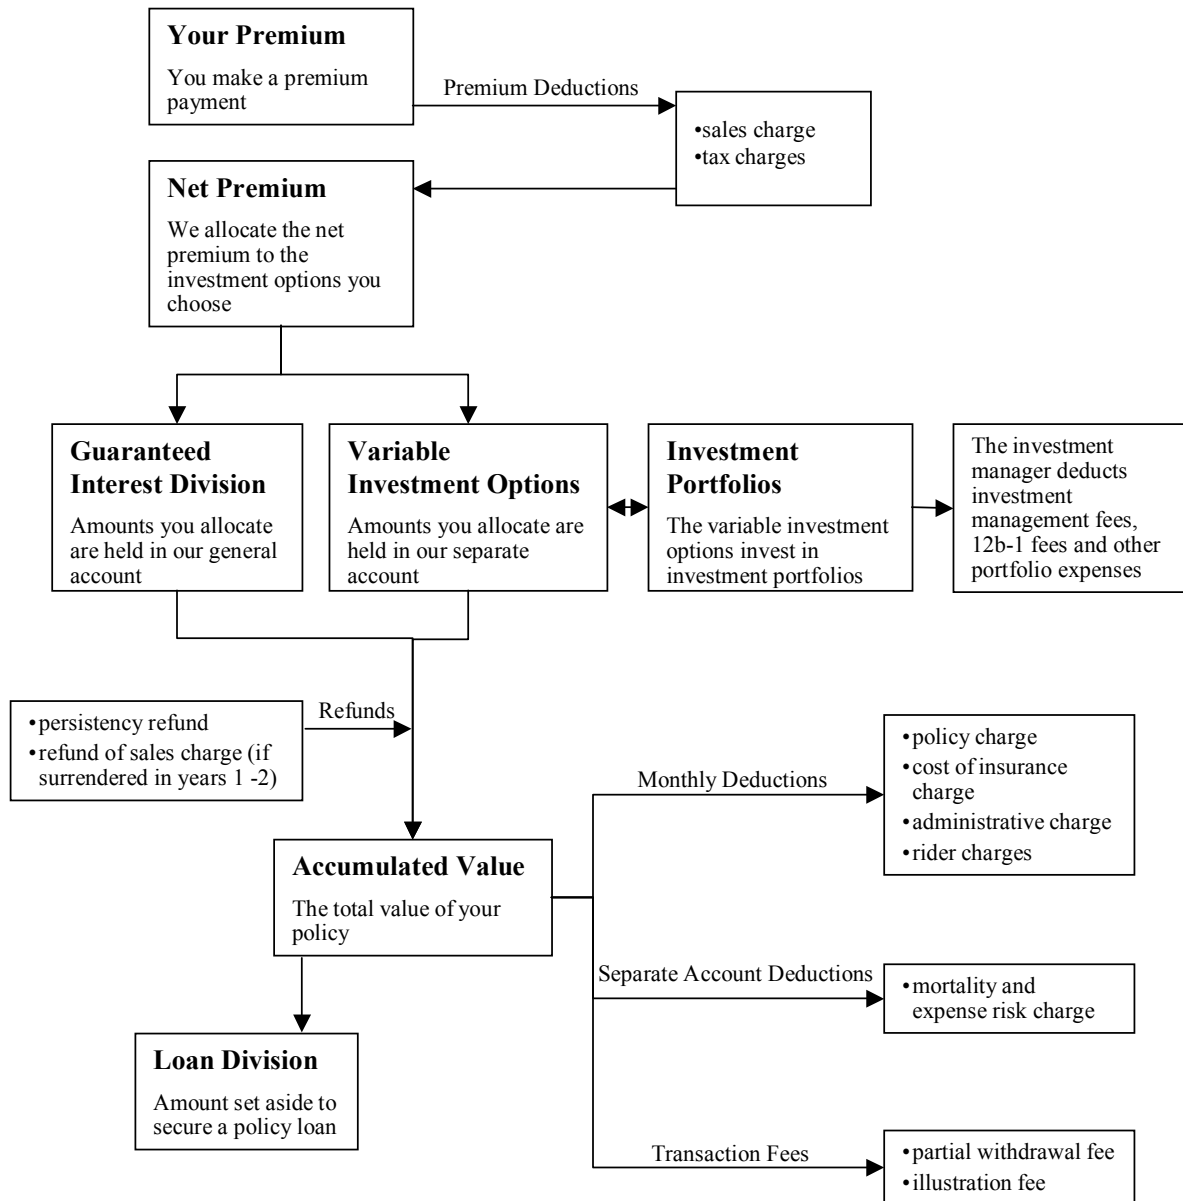 Your Premium
You make a premium
payment
Premium Deductions
•sales charge
•tax charges
Net Premium
We allocate the net
premium to the
investment options you
choose
Guaranteed
Interest Division
Amounts you allocate
are held in our general
account
Variable
Investment Options
Amounts you allocate are
held in our separate
account
Investment
Portfolios
The variable investment
options invest in
investment portfolios
The investment
manager deducts
investment
management fees,
12b-1 fees and other
portfolio expenses
•persistency refund
•refund of sales charge (if
surrendered in years 1 -2)
Refunds
Monthly Deductions
•policy charge
•cost of insurance
charge
•administrative charge
•rider charges
Accumulated Value
The total value of your
policy
Separate Account Deductions
•mortality and
expense risk charge
Loan Division
Amount set aside to
secure a policy loan
Transaction Fees
•partial withdrawal fee
•illustration fee